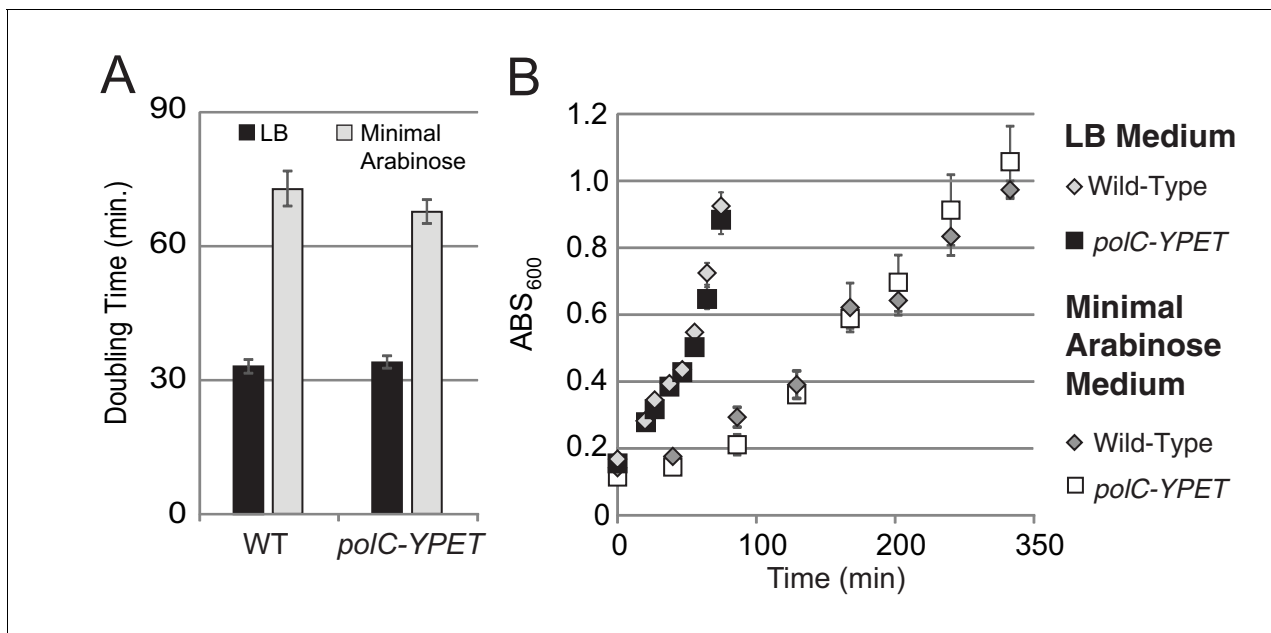 A
Doubling Time (min.)
90
60
30
0
LB
Minimal
Arabinose
WT
polC-YPET
B
ABS600
1.2
1.0
0.8
0.6
0.4
0.2
0
0
100
200
350
Time (min)
LB Medium
Wild-Type
polC-YPET
Minimal
Arabinose
Medium
Wild-Type
polC-YPET